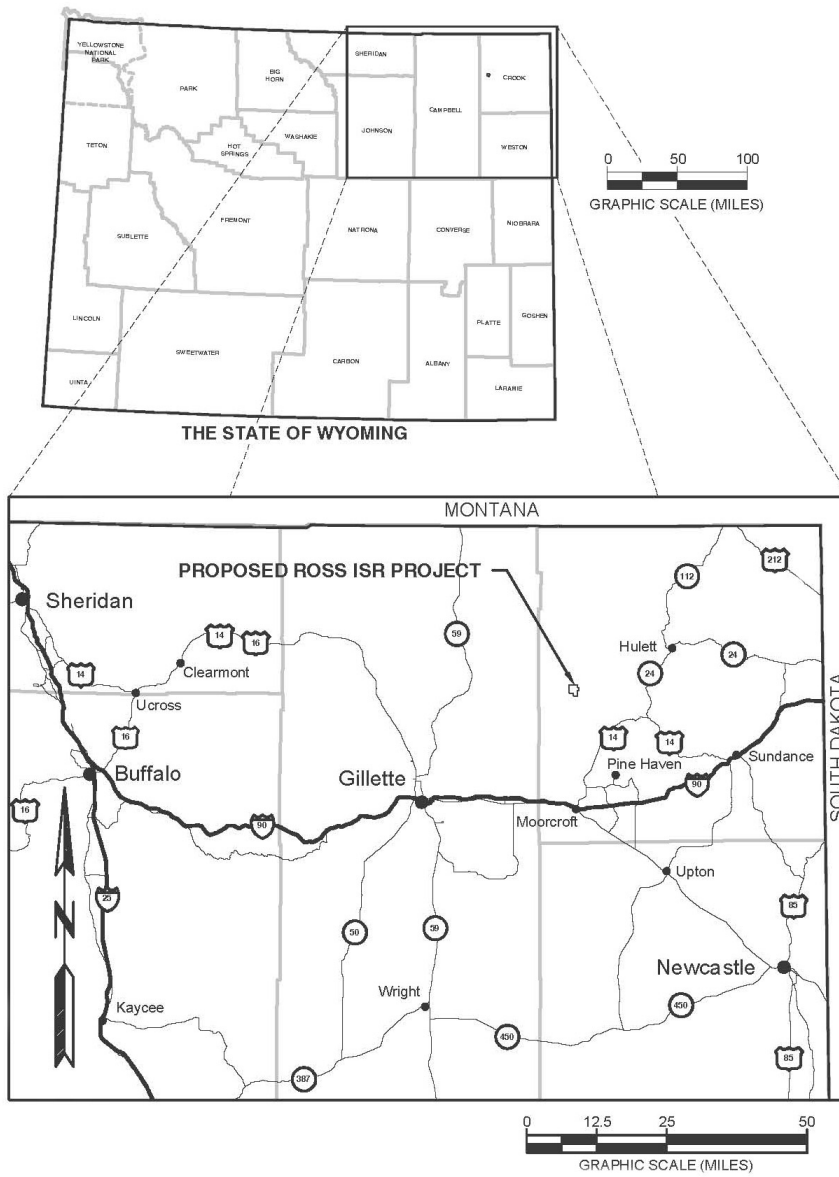 YELLOWSTONE
NATIONAL
PARK
PARK
BIG
HORN
SHERIDAN
JOHNSON
CAMPBELL
CROOK
WESTON
TETON
HOT
SPRINGS
WASHAKIE
SUBLETTE
FREMONT
NATRONA
CONVERSE
NIOBRARA
LINCOLN
UINTA
SWEETWATER
CARBON
ALBANY
PLATTE
GOSHEN
LARAMIE
THE STATE OF WYOMING
0 50 100
GRAPHIC SCALE (MILES)
MONTANA
SOUTH DAKOTA
PROPOSED ROSS ISR PROJECT
Sheridan
14
16
Clearmont
14
Ucross
16
Buffalo
16
59
112
212
Hulett
24
24
14
14
Pine Haven
Sundance
90
Gillette
90
Moorcroft
25
N
50
59
Upton
85
Newcastle
Kaycee
Wright
450
450
387
85
0 12.5 25 50
GRAPHIC SCALE (MILES)